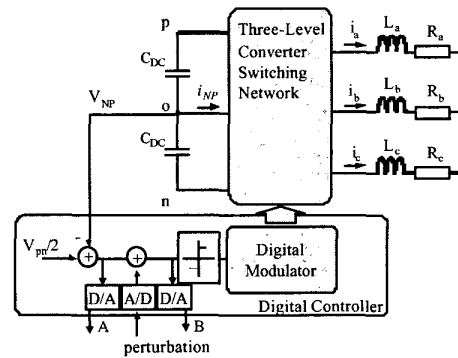 p
Three-Level
Converter
Switching
Network
C_DC
V_NP
o
i_NP
C_DC
n
i_a
L_a
R_a
i_b
L_b
R_b
i_c
L_c
R_c
V_pn/2
-
+
+
Digital
Modulator
D/A
A/D
D/A
Digital Controller
A
B
perturbation